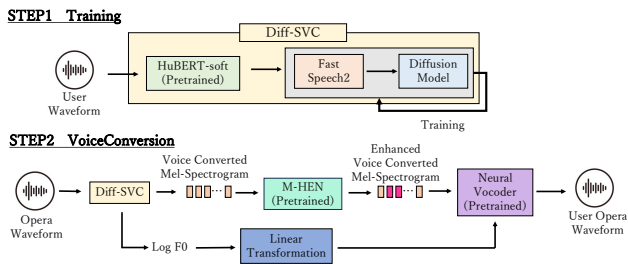 STEP1 Training
Diff-SVC
HuBERT-soft
(Pretrained)
Fast
Speech2
Diffusion
Model
User
Waveform
Training
STEP2 VoiceConversion
Voice Converted
Mel-Spectrogram
Enhanced
Voice Converted
Mel-Spectrogram
Diff-SVC
M-HEN
(Pretrained)
Neural
Vocoder
(Pretrained)
Opera
Waveform
User Opera
Waveform
Log F0
Linear
Transformation